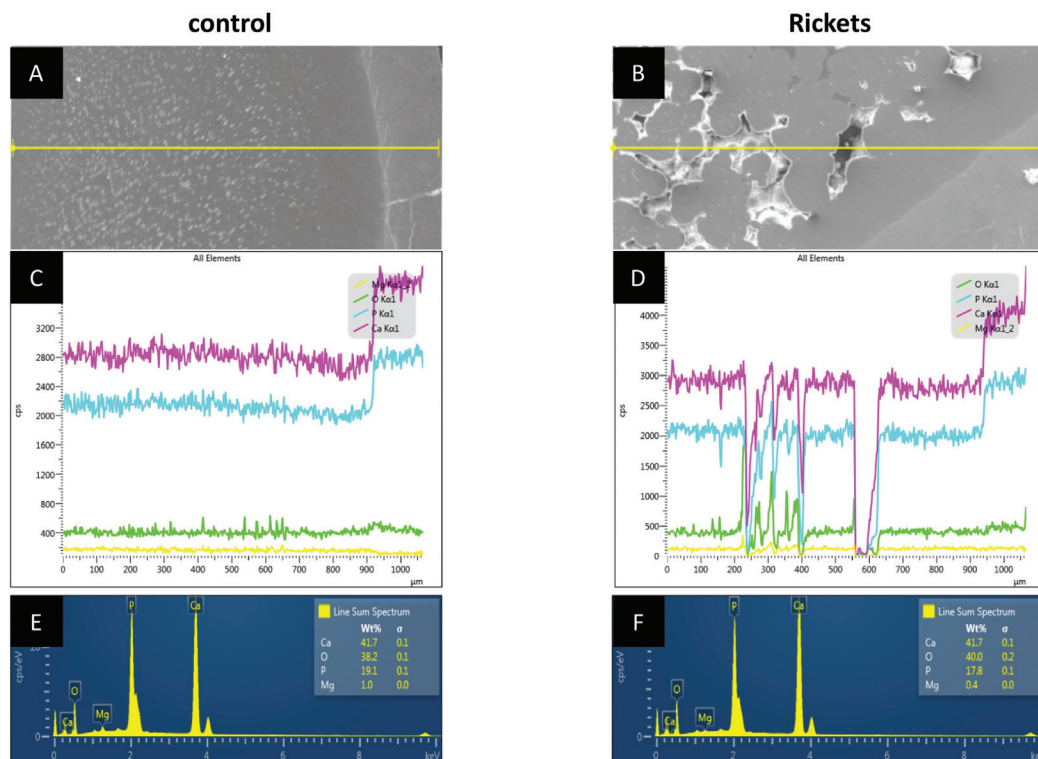 control
Rickets
A
B
C
All Elements
Mg Kα1_2
O Kα1
P Kα1
Ca Kα1
3200
2800
2400
2000
1600
1200
800
400
cps
0 100 200 300 400 500 600 700 800 900 1000
µm
D
All Elements
O Kα1
P Kα1
Ca Kα1
Mg Kα1_2
4000
3500
3000
2500
2000
1500
1000
500
0
cps
0 100 200 300 400 500 600 700 800 900 1000
µm
E
P
Ca
O
Ca
Mg
20
0
cps/eV
0 2 4 6 8 keV
Line Sum Spectrum
Wt% σ
Ca 41.7 0.1
O 38.2 0.1
P 19.1 0.1
Mg 1.0 0.0
F
P
Ca
O
Ca
Mg
0
cps/eV
0 2 4 6 8 keV
Line Sum Spectrum
Wt% σ
Ca 41.7 0.1
O 40.0 0.2
P 17.8 0.1
Mg 0.4 0.0